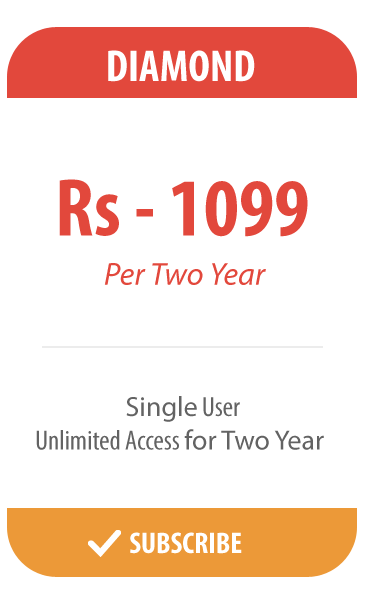 DIAMOND
Rs - 1099
Per Two Year
Single User
Unlimited Access for Two Year
SUBSCRIBE